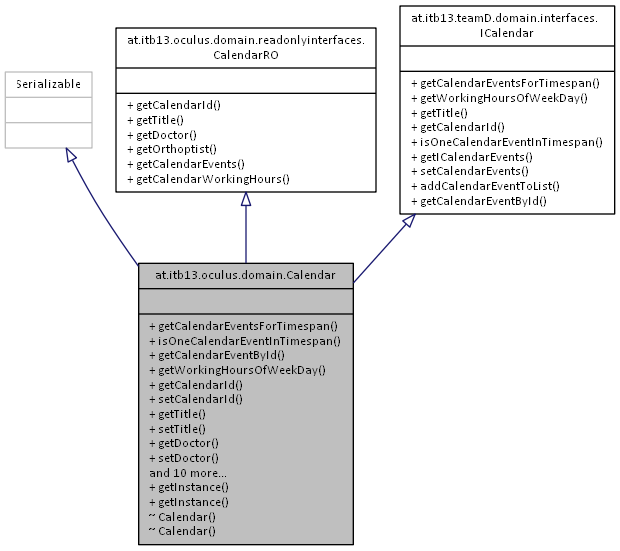 Serializable
at.itb13.oculus.domain.readonlyinterfaces.
CalendarRO
+ getCalendarId()
+ getTitle()
+ getDoctor()
+ getOrthoptist()
+ getCalendarEvents()
+ getCalendarWorkingHours()
at.itb13.teamD.domain.interfaces.
ICalendar
+ getCalendarEventsForTimespan()
+ getWorkingHoursOfWeekDay()
+ getTitle()
+ getCalendarId()
+ isOneCalendarEventInTimespan()
+ getICalendarEvents()
+ setCalendarEvents()
+ addCalendarEventToList()
+ getCalendarEventById()
at.itb13.oculus.domain.Calendar
+ getCalendarEventsForTimespan()
+ isOneCalendarEventInTimespan()
+ getCalendarEventById()
+ getWorkingHoursOfWeekDay()
+ getCalendarId()
+ setCalendarId()
+ getTitle()
+ setTitle()
+ getDoctor()
+ setDoctor()
and 10 more...
+ getInstance()
+ getInstance()
~ Calendar()
~ Calendar()